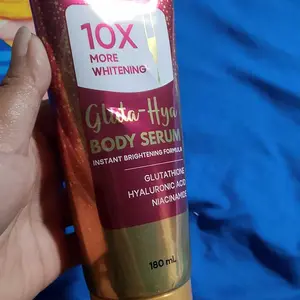 10X
MORE
WHITENING
Gluta-Hya
BODY SERUM
INSTANT BRIGHTENING FORMULA
GLUTATHIONE
HYALURONIC ACID
NIACINAMIDE
180 mL